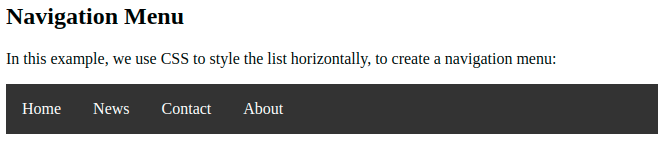 Navigation Menu
In this example, we use CSS to style the list horizontally, to create a navigation menu:
Home News Contact About